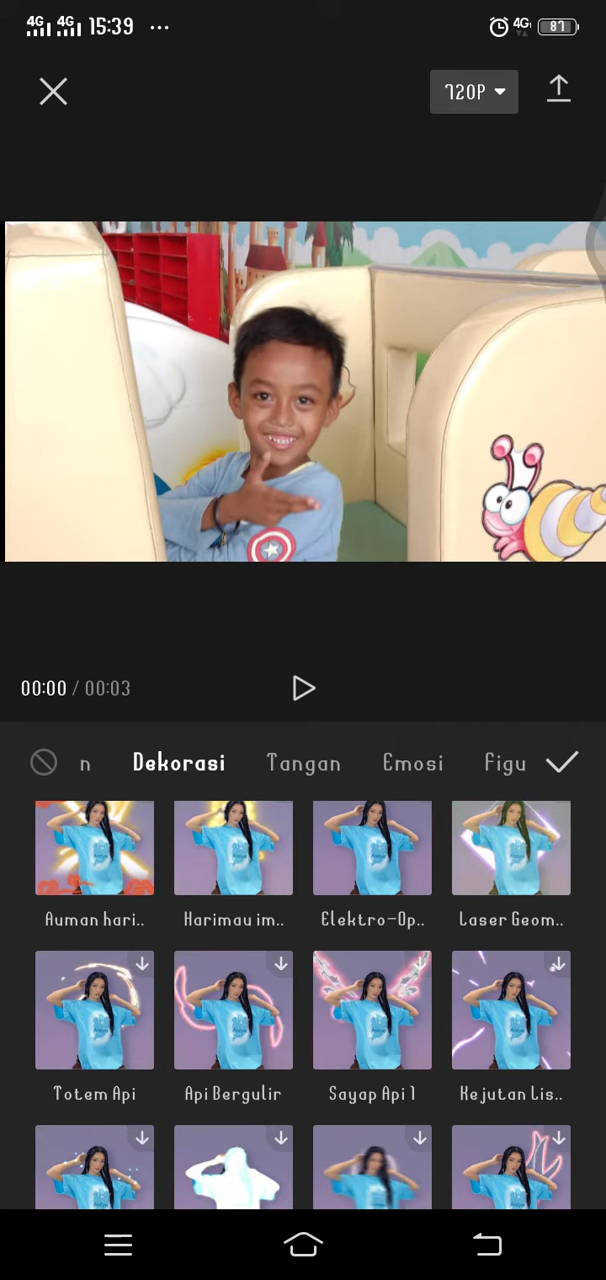 4G 4G 15:39 ... 4G 87
720P
00:00 / 00:03
n Dekorasi Tangan Emosi Figu
Auman hari.. Harimau im.. Elektro-Op.. Laser Geom..
Totem Api Api Bergulir Sayap Api 1 Kejutan Lis..